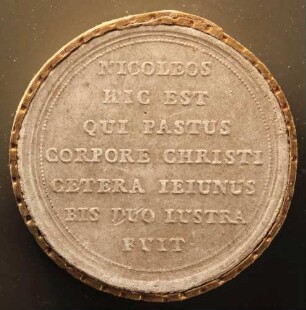 NICOLEOS
HIC EST
QUI PASTUS
CORPORE CHRISTI
CETERA IEIUNUS
BIS DUO LUSTRA
FUIT